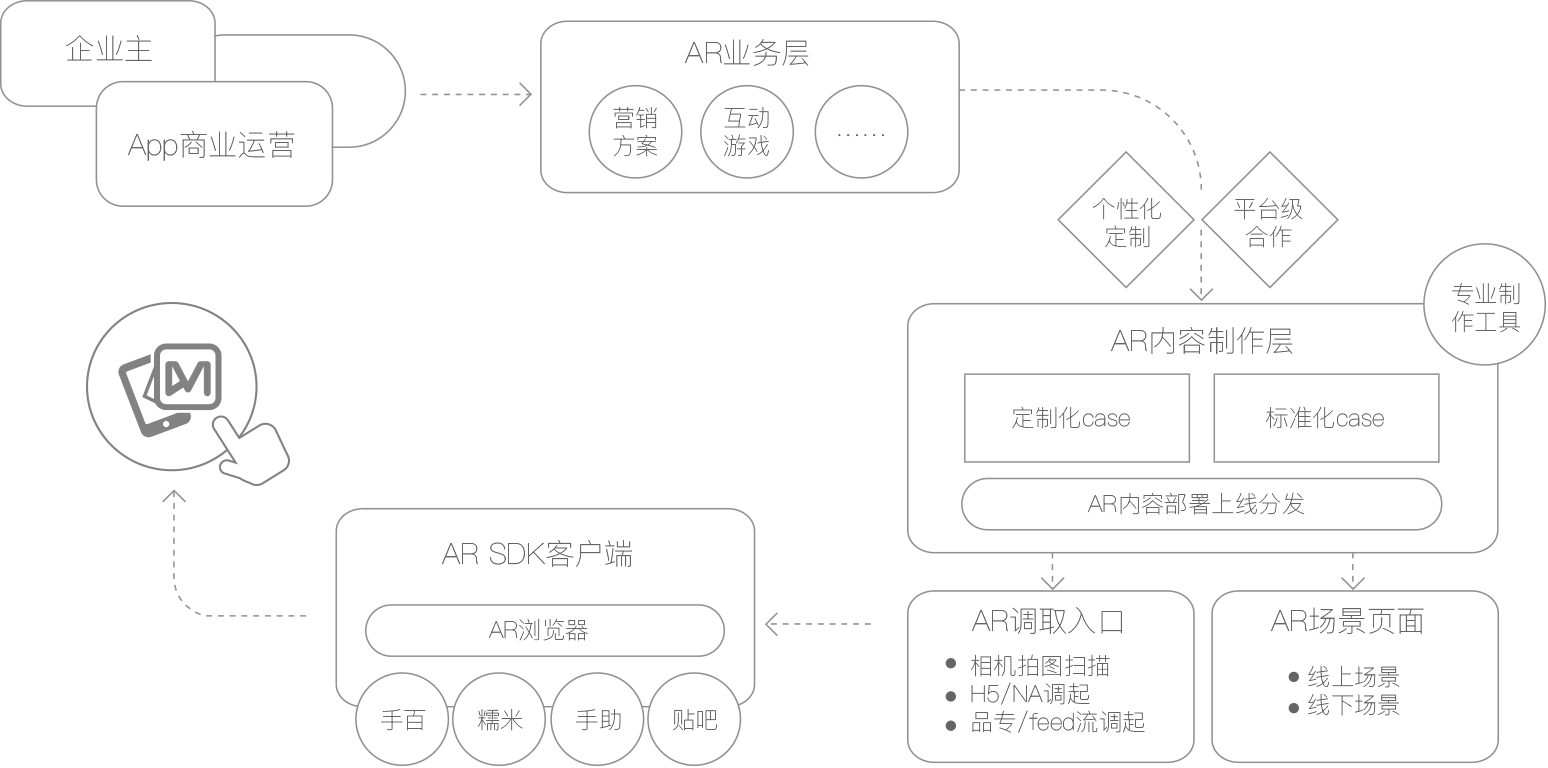 企业主
App商业运营
AR业务层
营销
方案
互动
游戏
......
个性化
定制
平台级
合作
专业制
作工具
AR内容制作层
定制化case
标准化case
AR内容部署上线分发
AR调取入口
相机拍图扫描
H5/NA调起
品专/feed流调起
AR场景页面
线上场景
线下场景
AR SDK客户端
AR浏览器
手百
糯米
手助
贴吧